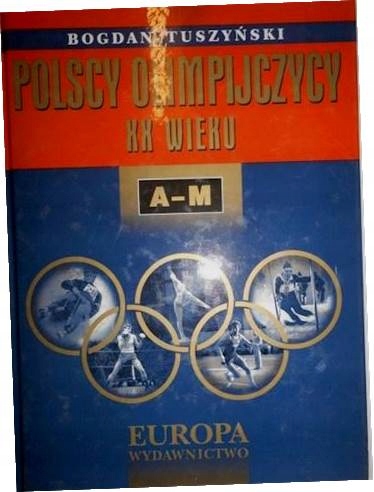 BOGDAN TUSZYŃSKI
POLSCY OLIMPIJCZYCY
XX WIEKU
A–M
EUROPA
WYDAWNICTWO